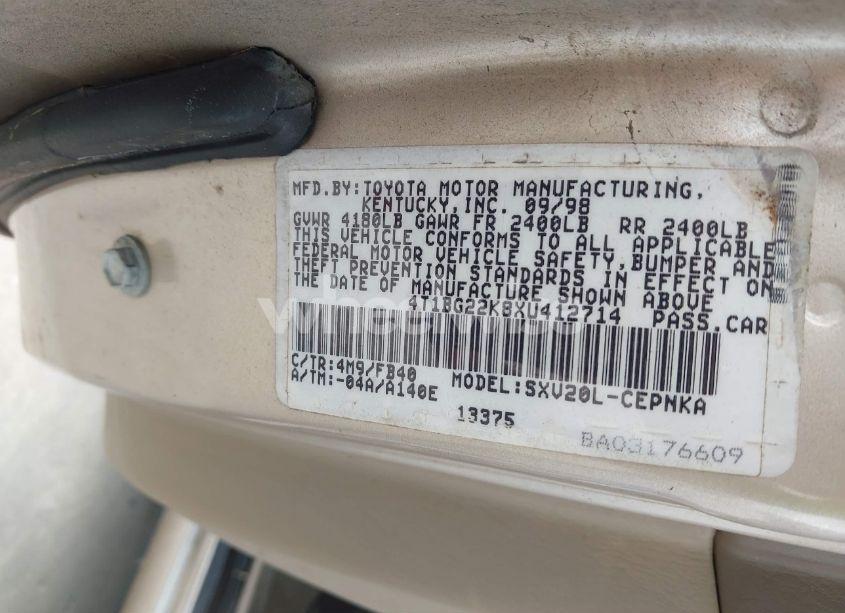 MFD.BY:TOYOTA MOTOR MANUFACTURING,
KENTUCKY,INC. 09/98
GVWR 4180LB GAWR FR 2400LB RR 2400LB
THIS VEHICLE CONFORMS TO ALL APPLICABLE
FEDERAL MOTOR VEHICLE SAFETY,BUMPER AND
THEFT PREVENTION STANDARDS IN EFFECT ON
THE DATE OF MANUFACTURE SHOWN ABOVE
4T1BG22K8XU412714 PASS.CAR
C/TR:4M9/FB40
A/TM:-04A/A140E MODEL:SXV20L-CEPNKA
13375
BA03176609